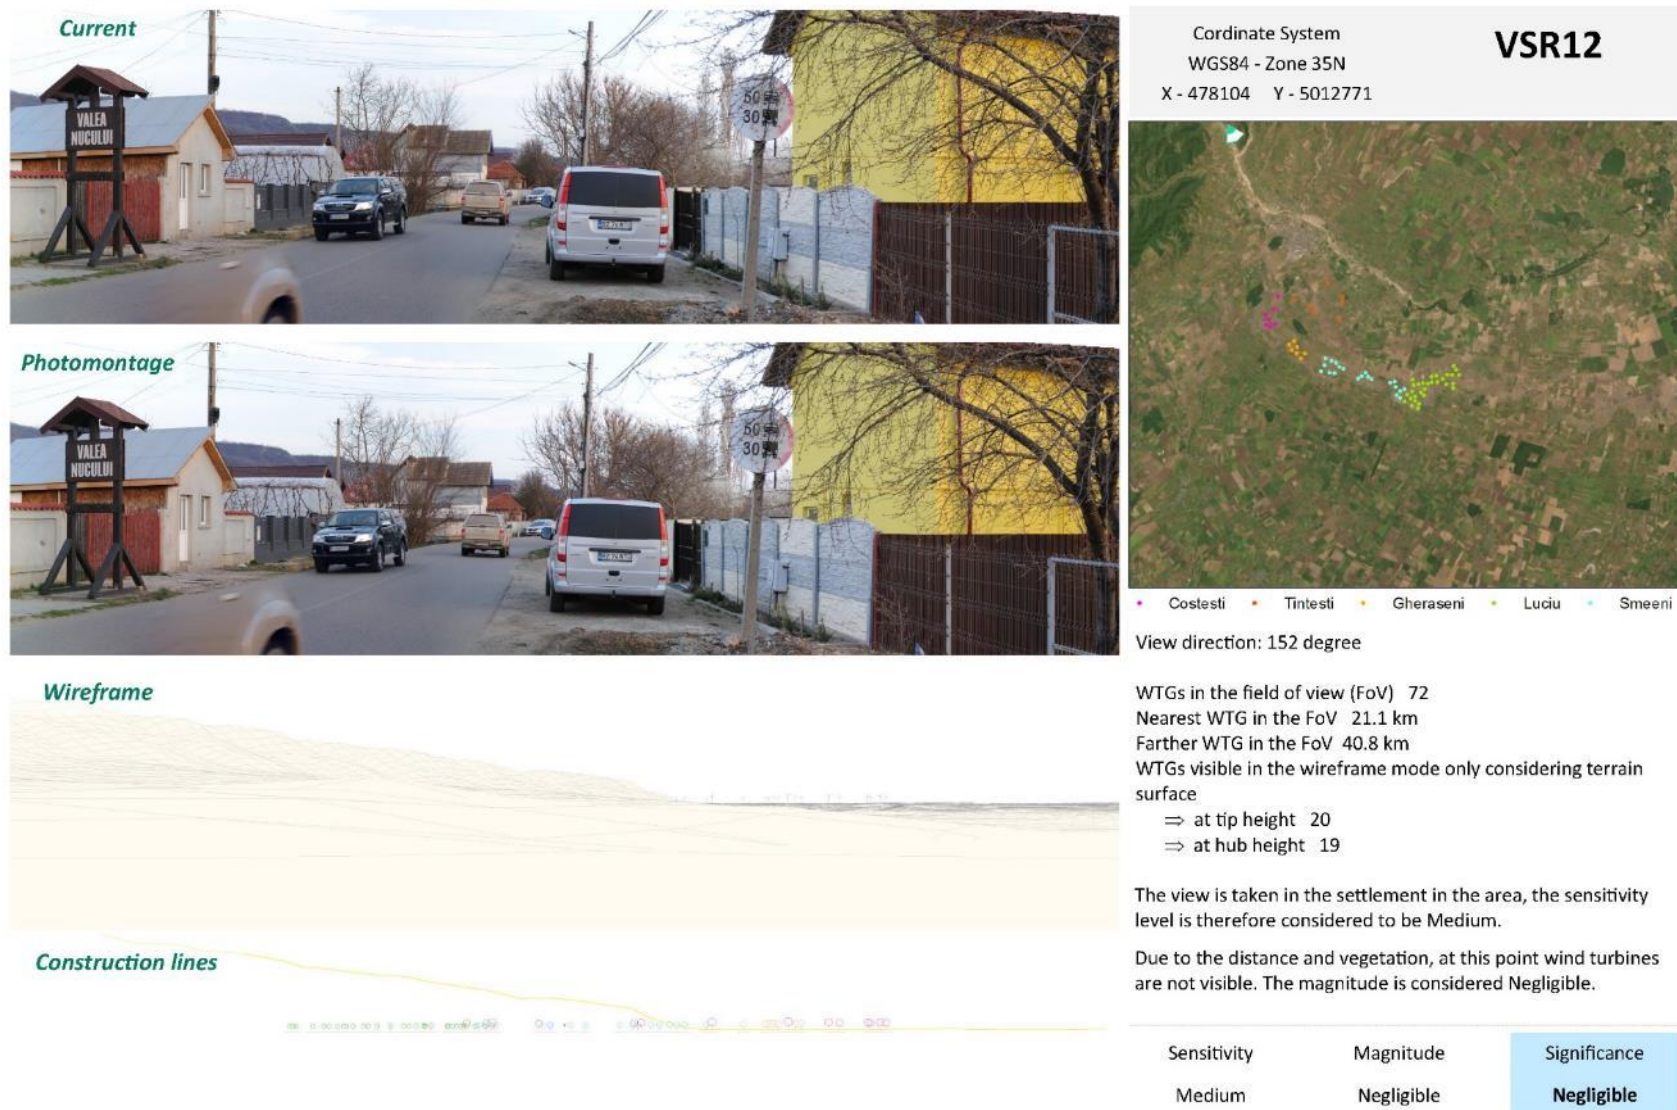 Current
VALEA
NUCULUI
50
30
Photomontage
VALEA
NUCULUI
50
30
Wireframe
Construction lines
Cordinate System
WGS84 - Zone 35N
X - 478104 Y - 5012771
VSR12
Costesti Tintesti Gheraseni Luciu Smeeni
View direction: 152 degree
WTGs in the field of view (FoV) 72
Nearest WTG in the FoV 21.1 km
Farther WTG in the FoV 40.8 km
WTGs visible in the wireframe mode only considering terrain
surface
⇒ at tip height 20
⇒ at hub height 19
The view is taken in the settlement in the area, the sensitivity
level is therefore considered to be Medium.
Due to the distance and vegetation, at this point wind turbines
are not visible. The magnitude is considered Negligible.
Sensitivity Magnitude Significance
Medium Negligible Negligible